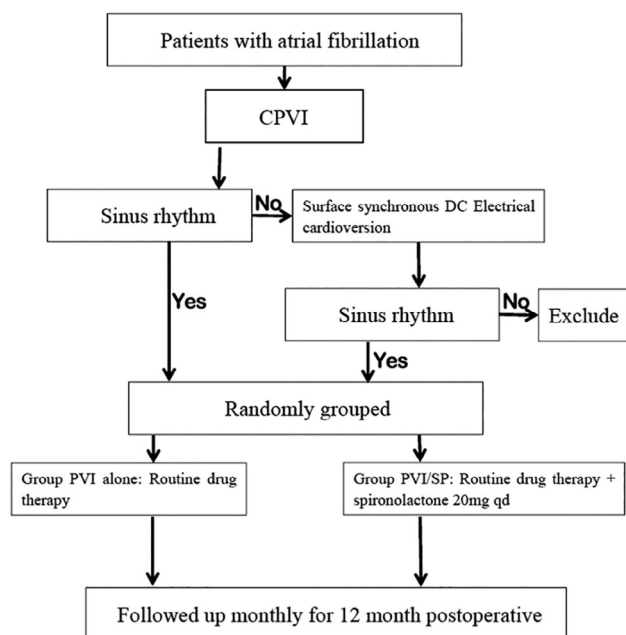 Patients with atrial fibrillation
CPVI
Sinus rhythm
No
Surface synchronous DC Electrical
cardioversion
Yes
Sinus rhythm
No
Exclude
Yes
Randomly grouped
Group PVI alone: Routine drug
therapy
Group PVI/SP: Routine drug therapy +
spironolactone 20mg qd
Followed up monthly for 12 month postoperative